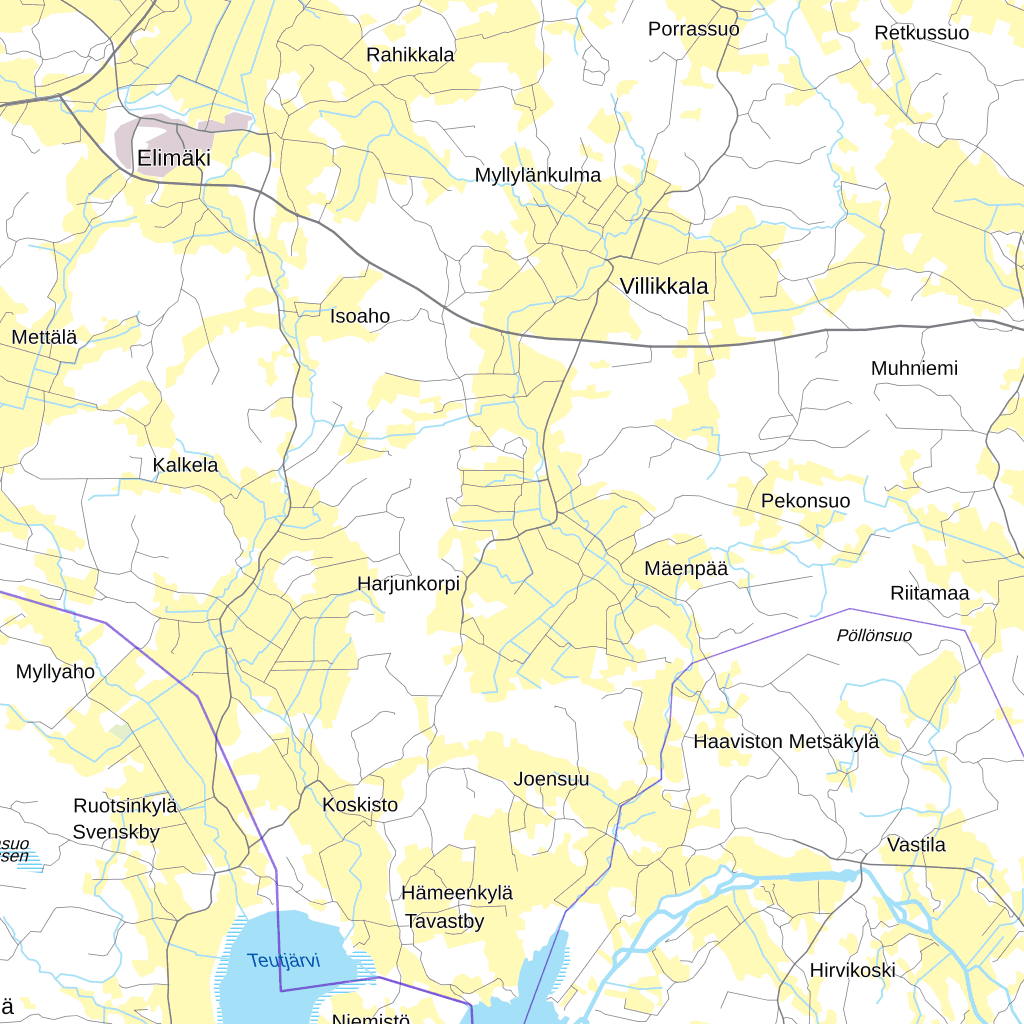 Porrassuo
Retkussuo
Rahikkala
Elimäki
Myllylänkulma
Villikkala
Isoaho
Mettälä
Muhniemi
Kalkela
Pekonsuo
Mäenpää
Harjunkorpi
Riitamaa
Pöllönsuo
Myllyaho
Haaviston Metsäkylä
Joensuu
Ruotsinkylä
Svenskby
Koskisto
Vastila
Hämeenkylä
Tavastby
Teutjärvi
Hirvikoski
Niemistö